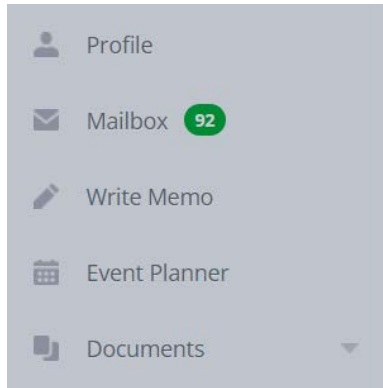 Profile
Mailbox 92
Write Memo
Event Planner
Documents